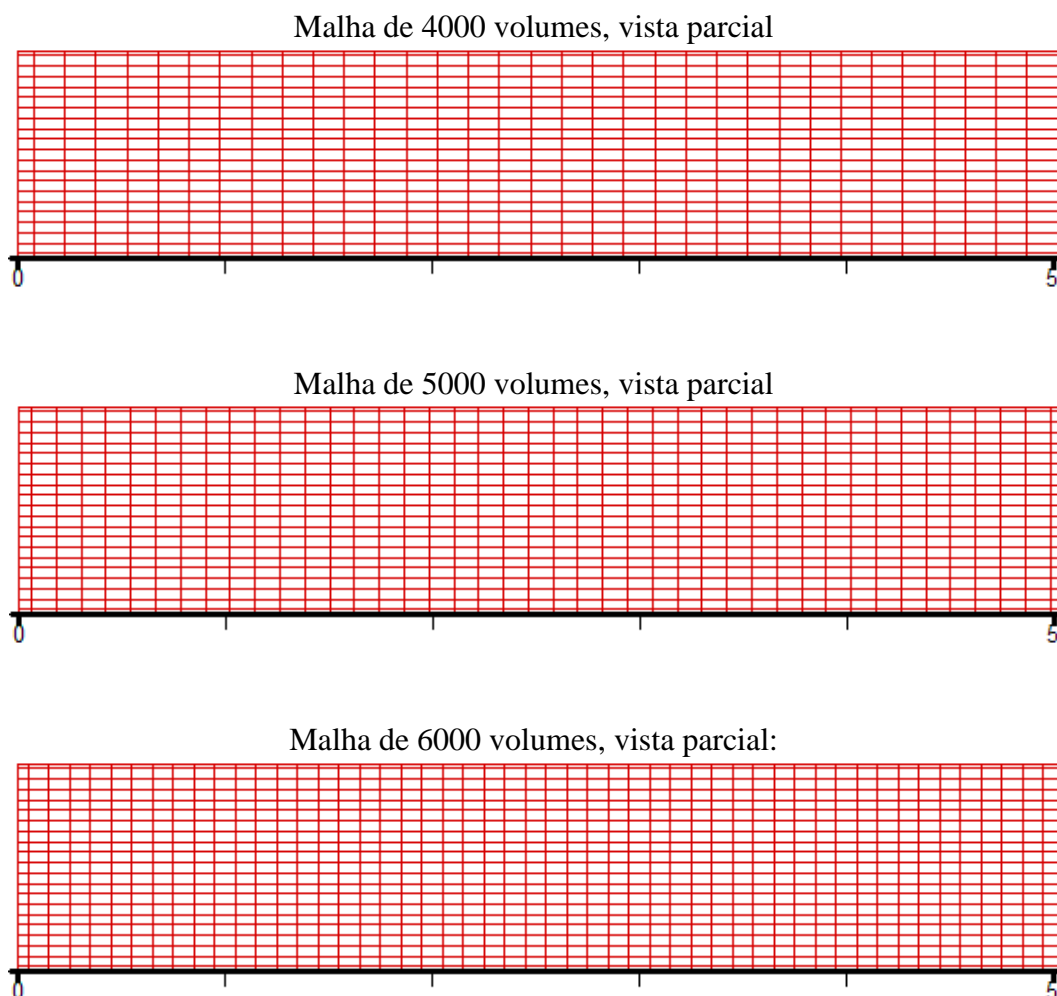 Malha de 4000 volumes, vista parcial
0 5
Malha de 5000 volumes, vista parcial
0 5
Malha de 6000 volumes, vista parcial:
0 5